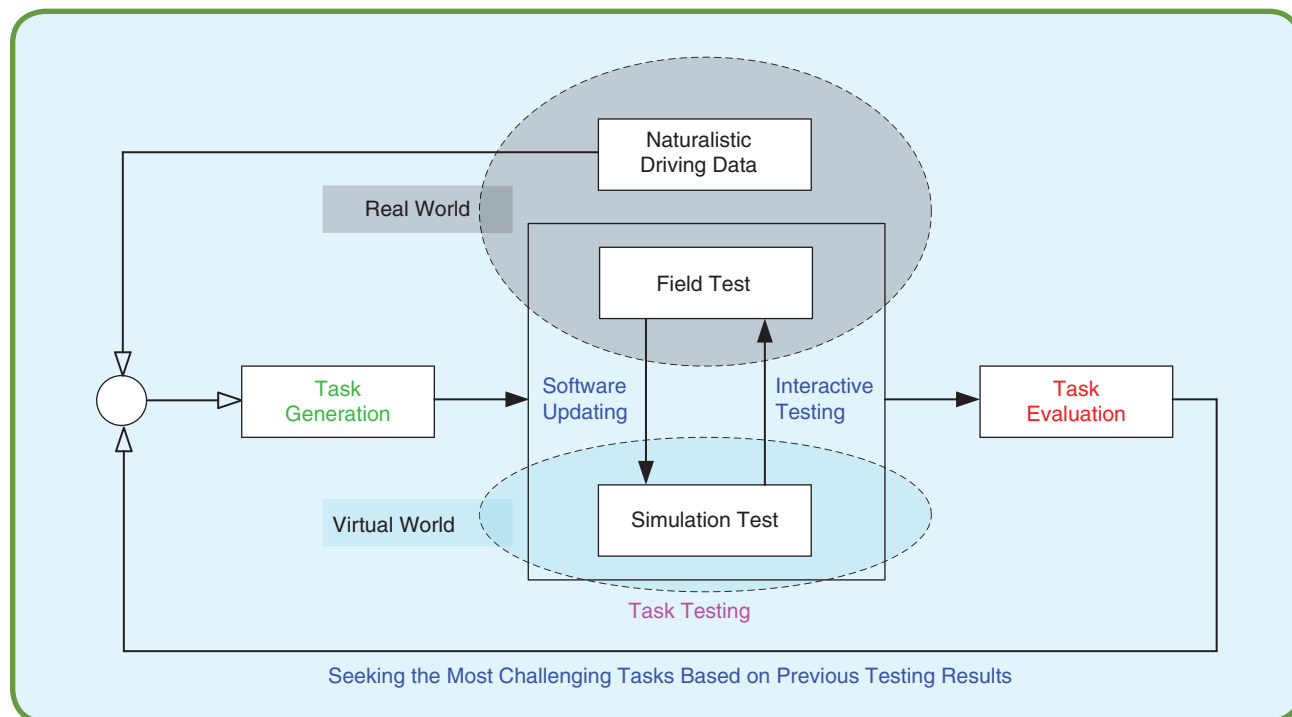 Naturalistic
Driving Data
Real World
Field Test
Task
Generation
Software
Updating
Interactive
Testing
Task
Evaluation
Virtual World
Simulation Test
Task Testing
Seeking the Most Challenging Tasks Based on Previous Testing Results